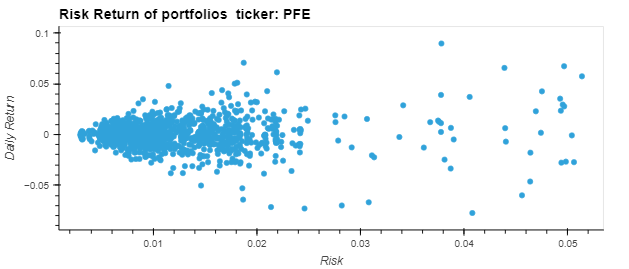 Risk Return of portfolios ticker: PFE
0.1
0.05
0
−0.05
Daily Return
0.01 0.02 0.03 0.04 0.05
Risk